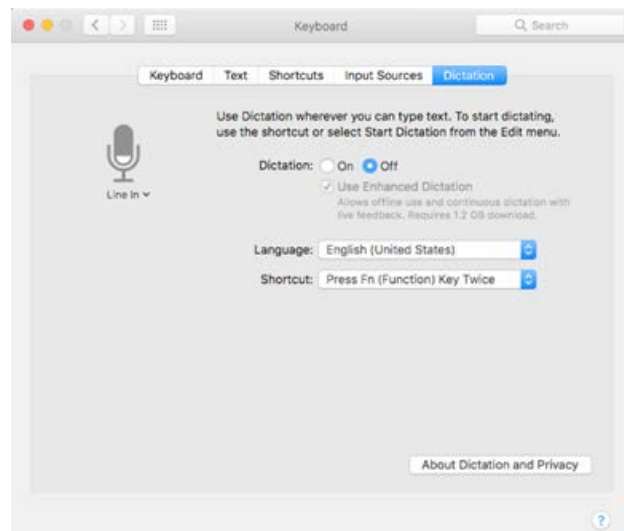 Keyboard
Search
Keyboard Text Shortcuts Input Sources Dictation
Use Dictation wherever you can type text. To start dictating,
use the shortcut or select Start Dictation from the Edit menu.
Dictation: On Off
Line In
Use Enhanced Dictation
Allows offline use and continuous dictation with
live feedback. Requires 1.2 GB download.
Language: English (United States)
Shortcut: Press Fn (Function) Key Twice
About Dictation and Privacy
?